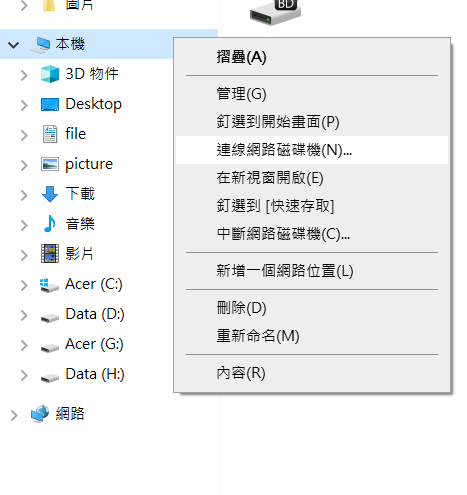 圖片
BD
本機
3D 物件
Desktop
file
picture
下載
音樂
影片
Acer (C:)
Data (D:)
Acer (G:)
Data (H:)
網路
摺疊(A)
管理(G)
釘選到開始畫面(P)
連線網路磁碟機(N)...
在新視窗開啟(E)
釘選到 [快速存取]
中斷網路磁碟機(C)...
新增一個網路位置(L)
刪除(D)
重新命名(M)
內容(R)